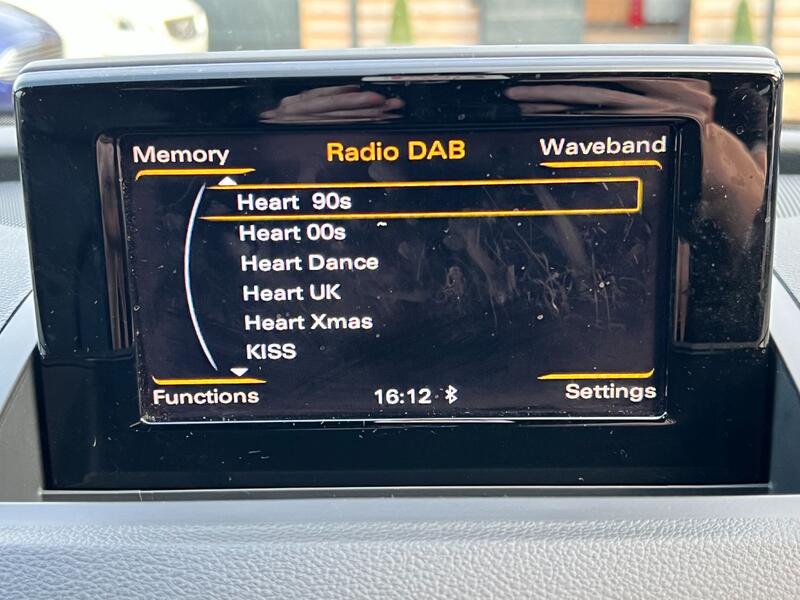 Memory
Radio DAB
Waveband
Heart 90s
Heart 00s
Heart Dance
Heart UK
Heart Xmas
KISS
Functions
16:12
Settings